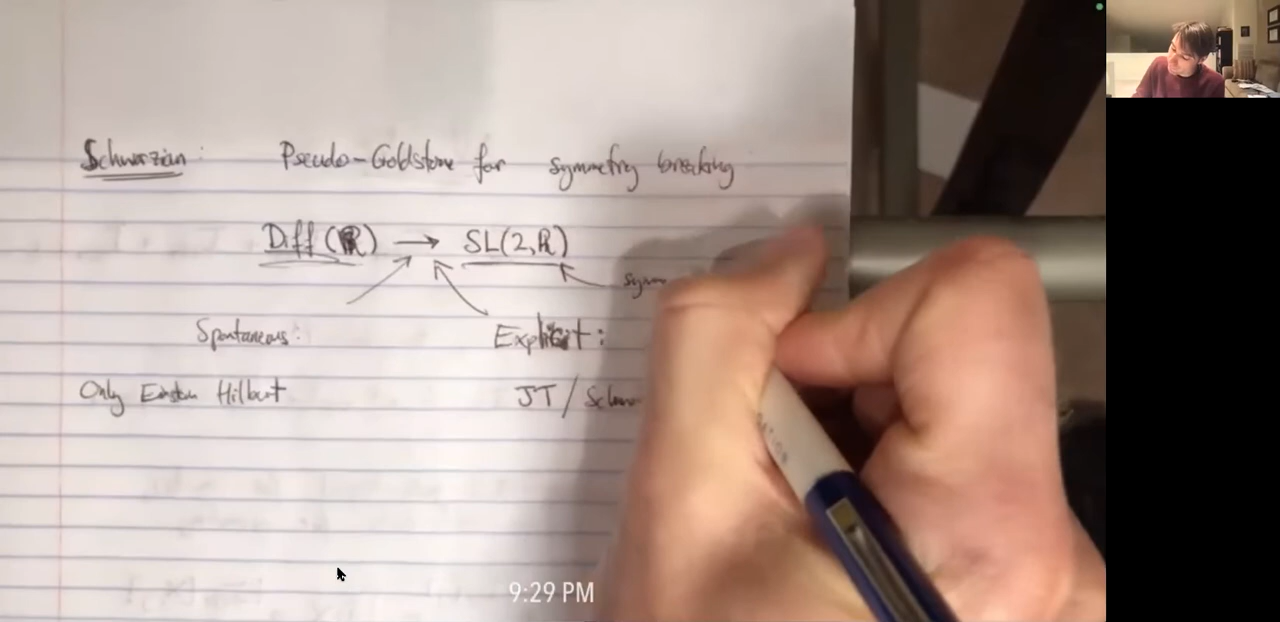 Schwarzian: Pseudo-Goldstone for symmetry breaking
Diff(R) → SL(2,R)
Spontaneous: Explicit:
Only Einstein Hilbert JT /
9:29 PM